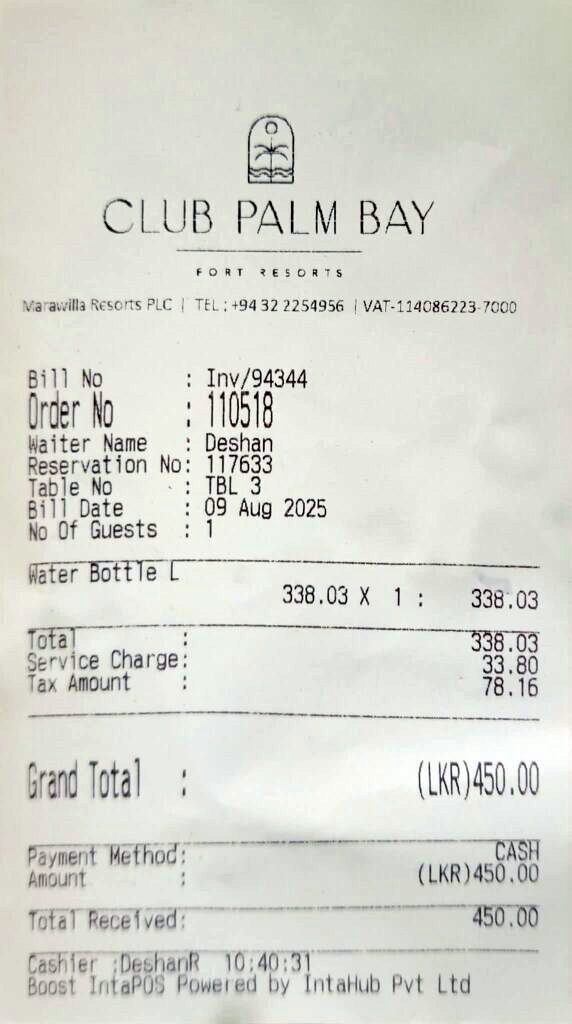 CLUB PALM BAY
FORT RESORTS
Marawilla Resorts PLC | TEL : +94 32 2254956 | VAT-114086223-7000
Bill No : Inv/94344
Order No : 110518
Waiter Name : Deshan
Reservation No: 117633
Table No : TBL 3
Bill Date : 09 Aug 2025
No Of Guests : 1
Water Bottle L
338.03 X 1 : 338.03
Total : 338.03
Service Charge: 33.80
Tax Amount : 78.16
Grand Total : (LKR)450.00
Payment Method: CASH
Amount : (LKR)450.00
Total Received: 450.00
Cashier :DeshanR 10:40:31
Boost IntaPOS Powered by IntaHub Pvt Ltd